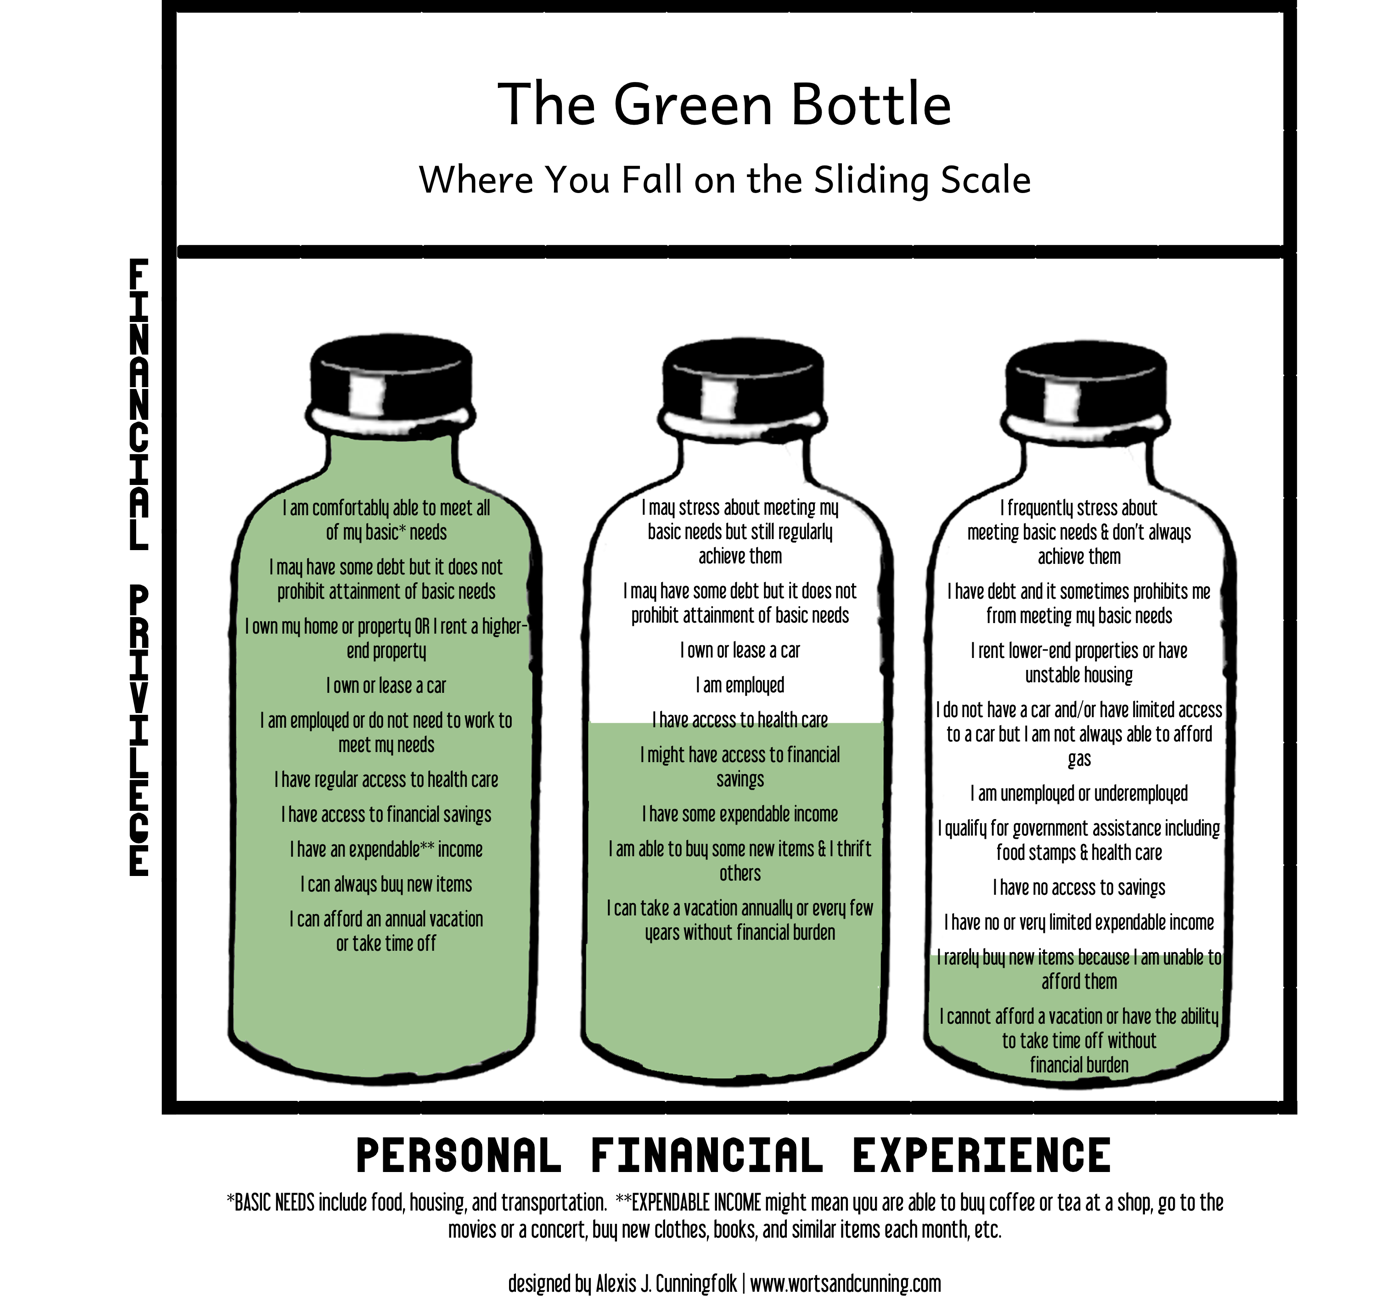 The Green Bottle
Where You Fall on the Sliding Scale
FINANCIAL PRIVILEGE
I am comfortably able to meet all
of my basic* needs
I may have some debt but it does not
prohibit attainment of basic needs
I own my home or property OR I rent a higher-
end property
I own or lease a car
I am employed or do not need to work to
meet my needs
I have regular access to health care
I have access to financial savings
I have an expendable** income
I can always buy new items
I can afford an annual vacation
or take time off
I may stress about meeting my
basic needs but still regularly
achieve them
I may have some debt but it does not
prohibit attainment of basic needs
I own or lease a car
I am employed
I have access to health care
I might have access to financial
savings
I have some expendable income
I am able to buy some new items & I thrift
others
I can take a vacation annually or every few
years without financial burden
I frequently stress about
meeting basic needs & don't always
achieve them
I have debt and it sometimes prohibits me
from meeting my basic needs
I rent lower-end properties or have
unstable housing
I do not have a car and/or have limited access
to a car but I am not always able to afford
gas
I am unemployed or underemployed
I qualify for government assistance including
food stamps & health care
I have no access to savings
I have no or very limited expendable income
I rarely buy new items because I am unable to
afford them
I cannot afford a vacation or have the ability
to take time off without
financial burden
PERSONAL FINANCIAL EXPERIENCE
*BASIC NEEDS include food, housing, and transportation. **EXPENDABLE INCOME might mean you are able to buy coffee or tea at a shop, go to the
movies or a concert, buy new clothes, books, and similar items each month, etc.
designed by Alexis J. Cunningfolk | www.wortsandcunning.com